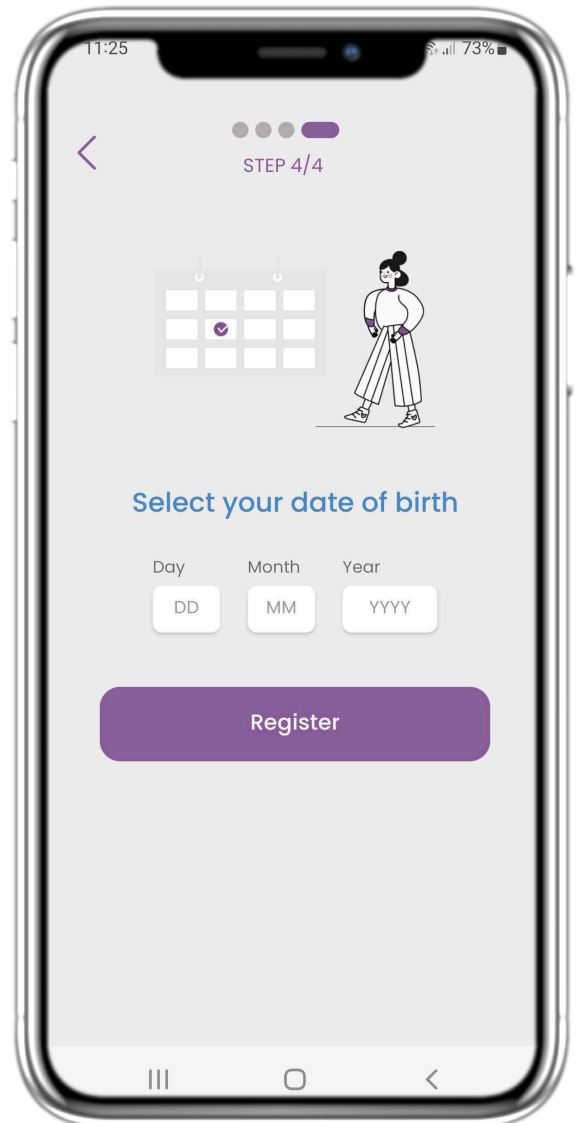 11:25 73%
STEP 4/4
Select your date of birth
Day Month Year
DD MM YYYY
Register